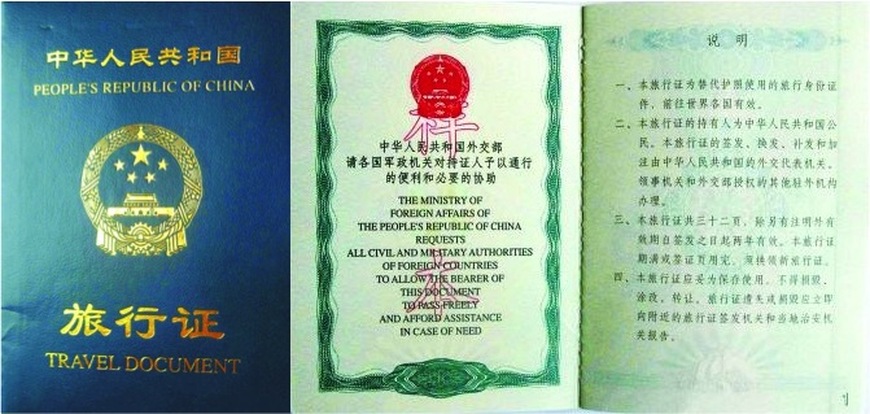 中华人民共和国
PEOPLE'S REPUBLIC OF CHINA
旅行证
TRAVEL DOCUMENT
样
中华人民共和国外交部
请各国军政机关对持证人予以通行
的便利和必要的协助
THE MINISTRY OF
FOREIGN AFFAIRS OF
THE PEOPLE'S REPUBLIC OF CHINA
REQUESTS
ALL CIVIL AND MILITARY AUTHORITIES
OF FOREIGN COUNTRIES
TO ALLOW THE BEARER OF
THIS DOCUMENT
TO PASS FREELY
AND AFFORD ASSISTANCE
IN CASE OF NEED
本
说 明
一、本旅行证为替代护照使用的旅行身份证
件，前往世界各国有效。
二、本旅行证的持有人为中华人民共和国公
民。本旅行证的签发、换发、补发和加
注由中华人民共和国的外交代表机关、
领事机关和外交部授权的其他驻外机构
办理。
三、本旅行证共三十二页，除另有注明外有
效期自签发之日起两年有效。本旅行证
期满或签证页用完，须换领新旅行证。
四、本旅行证应妥为保存使用，不得损毁、
涂改、转让。旅行证遗失或损毁应立即
向附近的旅行证签发机关和当地治安机
关报告。
1